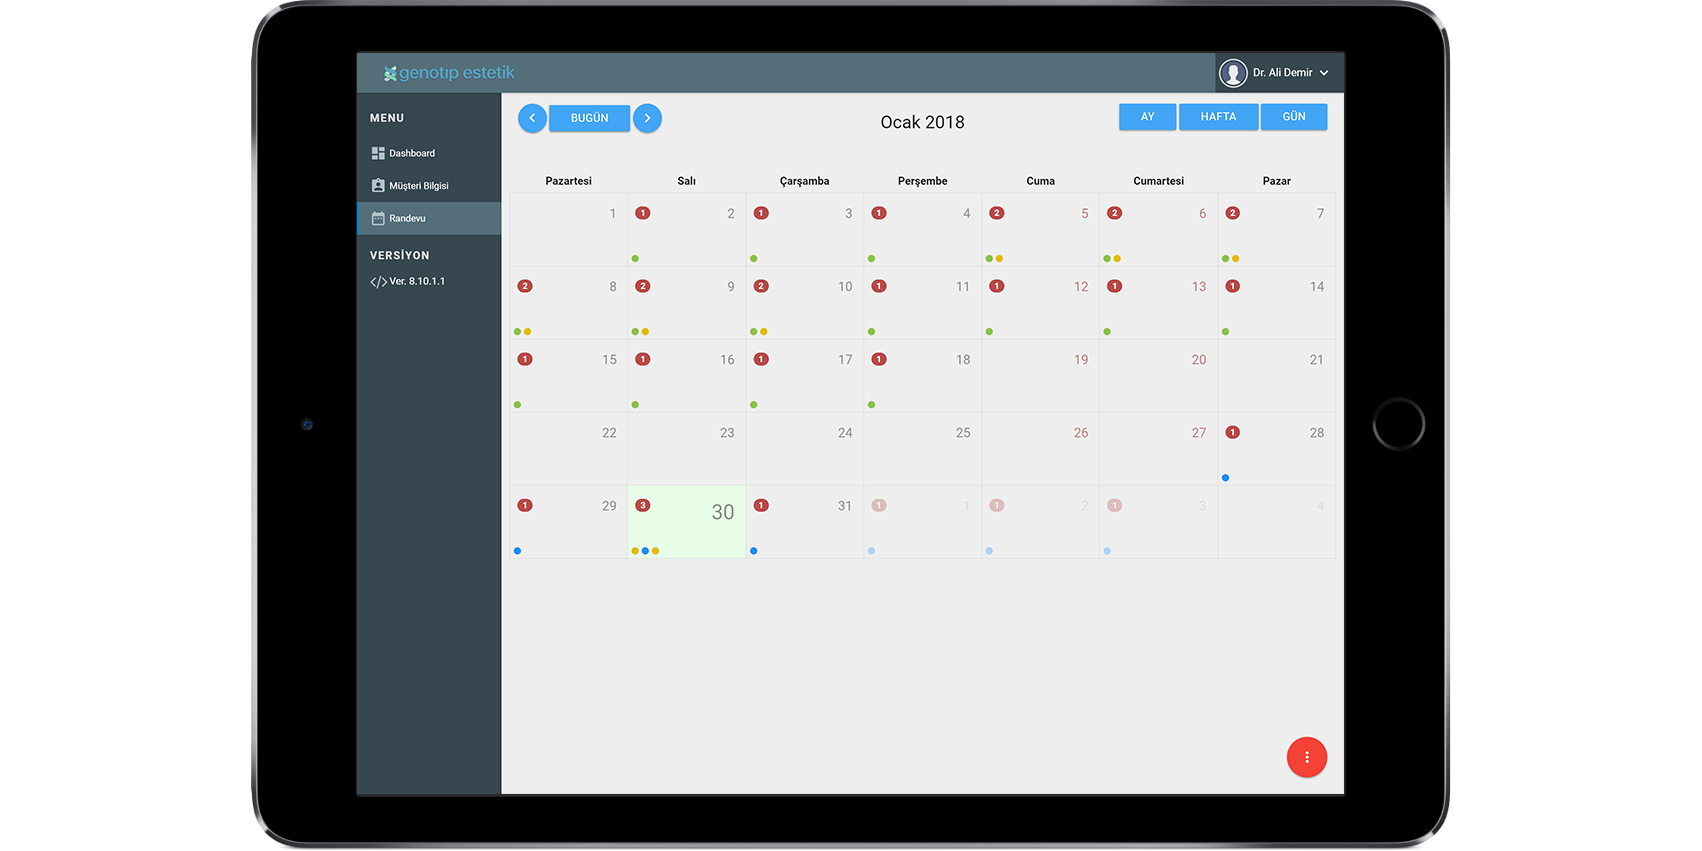 genotıp estetik
Dr. Ali Demir
MENU
Dashboard
Müşteri Bilgisi
Randevu
VERSİYON
</> Ver. 8.10.1.1
BUGÜN
Ocak 2018
AY HAFTA GÜN
Pazartesi Salı Çarşamba Perşembe Cuma Cumartesi Pazar
1 1 2 1 3 1 4 2 5 2 6 2 7
2 8 2 9 2 10 1 11 1 12 1 13 1 14
1 15 1 16 1 17 1 18 19 20 21
22 23 24 25 26 27 1 28
1 29 3 30 1 31 1 1 1 2 1 3 4